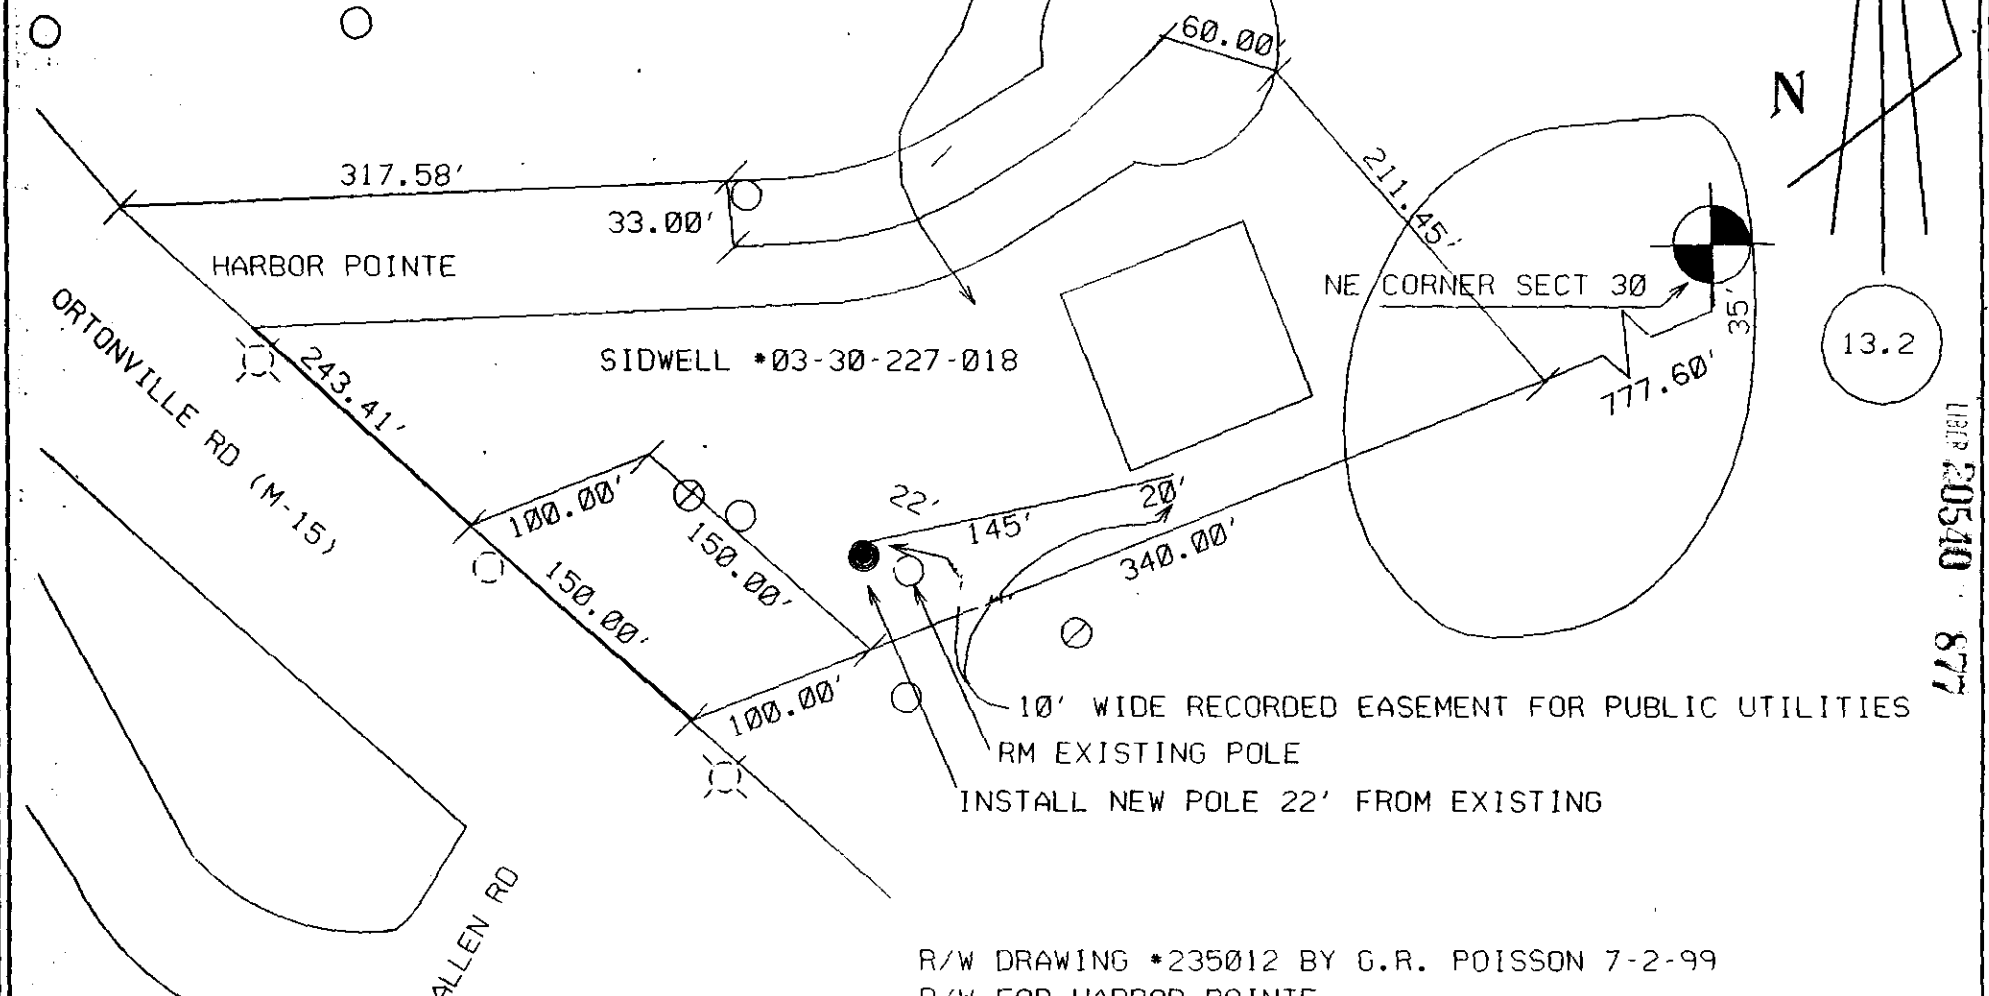 60.00'
N
317.58'
211.45'
33.00'
HARBOR POINTE
NE CORNER SECT 30
35'
ORTONVILLE RD (M-15)
13.2
SIDWELL *03-30-227-018
243.41'
777.60'
LIBER 20540 877
100.00'
22'
20'
145'
150.00'
340.00'
150.00'
100.00'
10' WIDE RECORDED EASEMENT FOR PUBLIC UTILITIES
RM EXISTING POLE
INSTALL NEW POLE 22' FROM EXISTING
ALLEN RD
R/W DRAWING *235012 BY G.R. POISSON 7-2-99
R/W FOR HARBOR POINTE